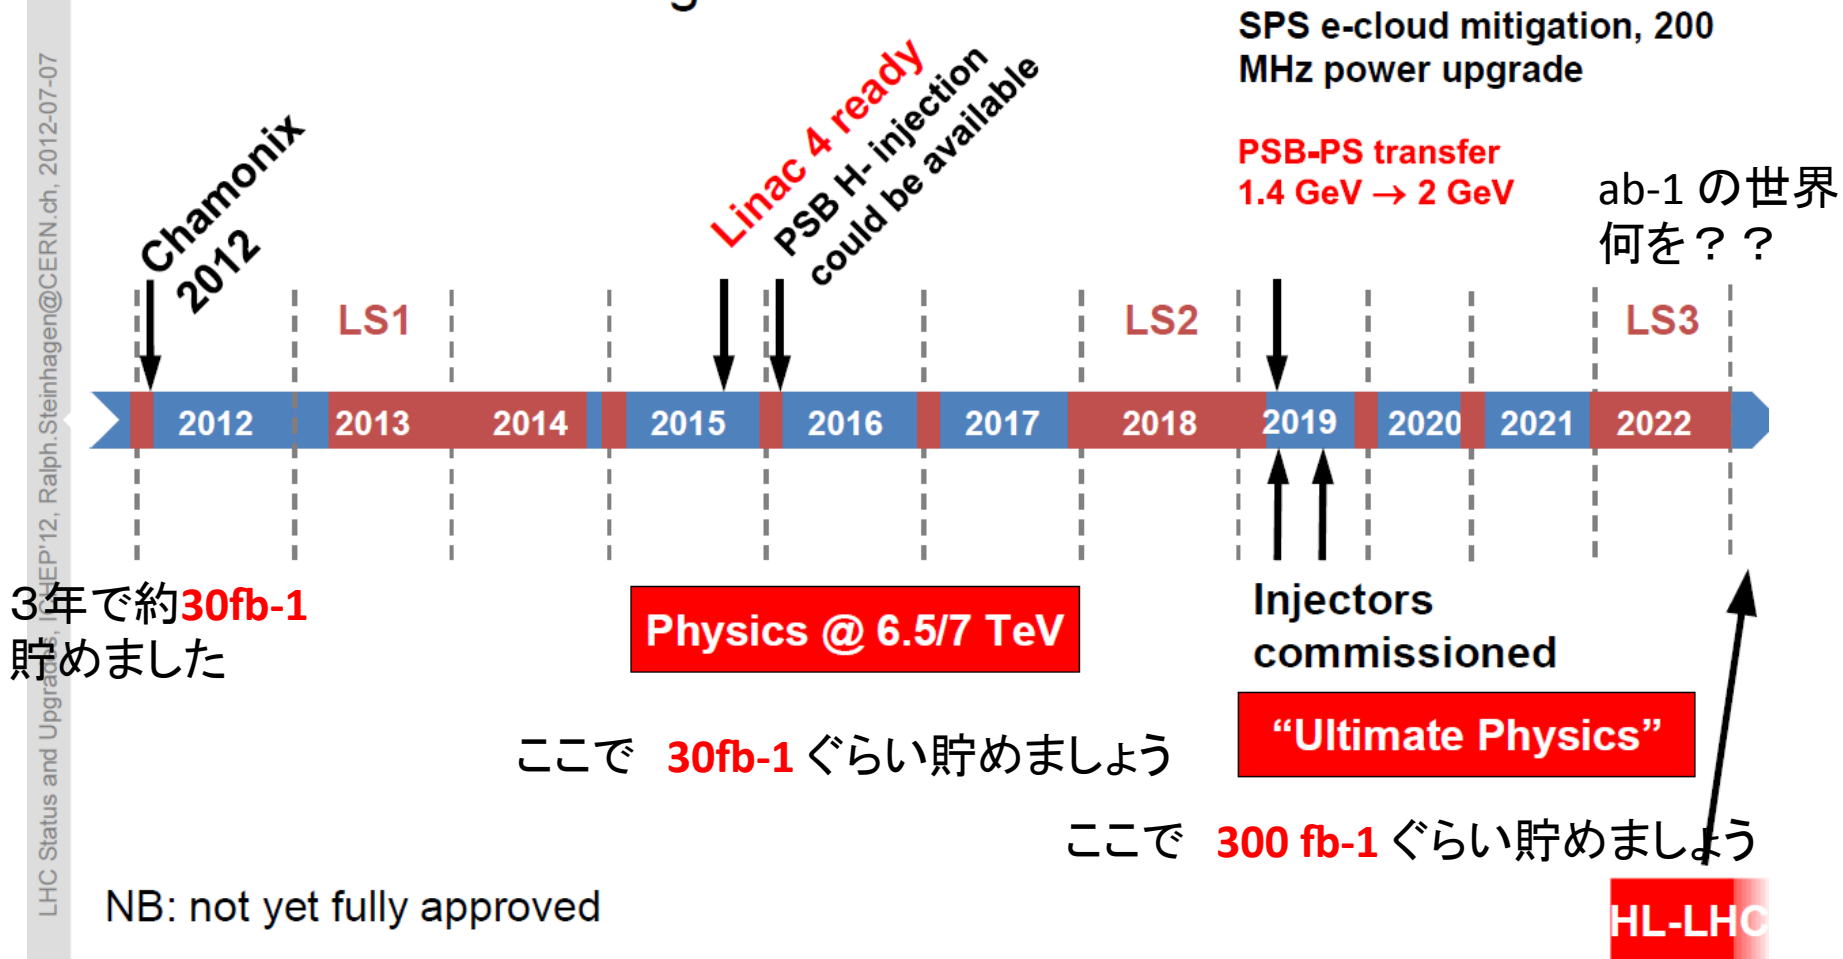 SPS e-cloud mitigation, 200
MHz power upgrade
PSB-PS transfer
1.4 GeV → 2 GeV
ab-1 の世界
何を？？
Chamonix
2012
Linac 4 ready
PSB H- injection
could be available
LS1
LS2
LS3
2012
2013
2014
2015
2016
2017
2018
2019
2020
2021
2022
３年で約30fb-1
貯めました
Physics @ 6.5/7 TeV
Injectors
commissioned
ここで 30fb-1 ぐらい貯めましょう
“Ultimate Physics”
ここで 300 fb-1 ぐらい貯めましょう
NB: not yet fully approved
HL-LHC
LHC Status and Upgrades, ICHEP'12, Ralph.Steinhagen@CERN.ch, 2012-07-07